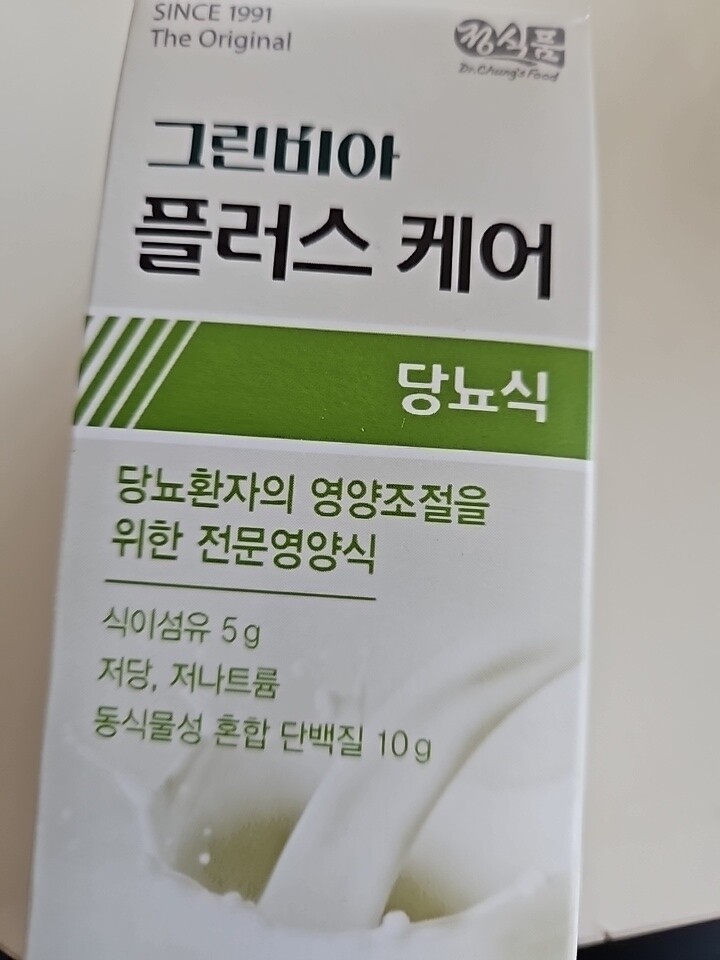 SINCE 1991
The Original
정식품
Dr.Chung's Food
그린비아
플러스 케어
당뇨식
당뇨환자의 영양조절을
위한 전문영양식
식이섬유 5g
저당, 저나트륨
동식물성 혼합 단백질 10g